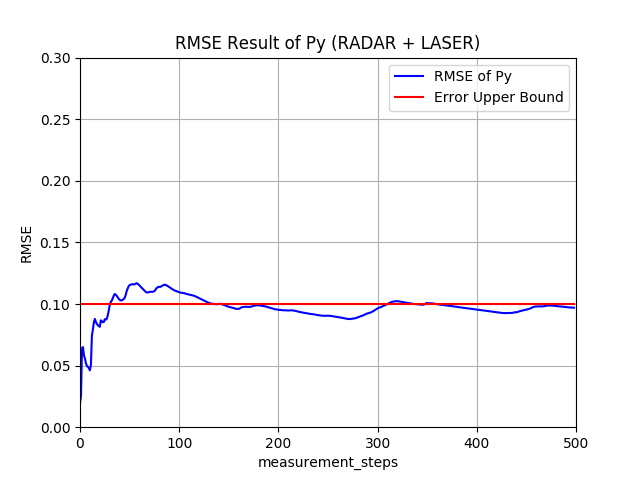 RMSE Result of Py (RADAR + LASER)
RMSE of Py
Error Upper Bound
0.30
0.25
0.20
0.15
0.10
0.05
0.00
RMSE
0
100
200
300
400
500
measurement_steps